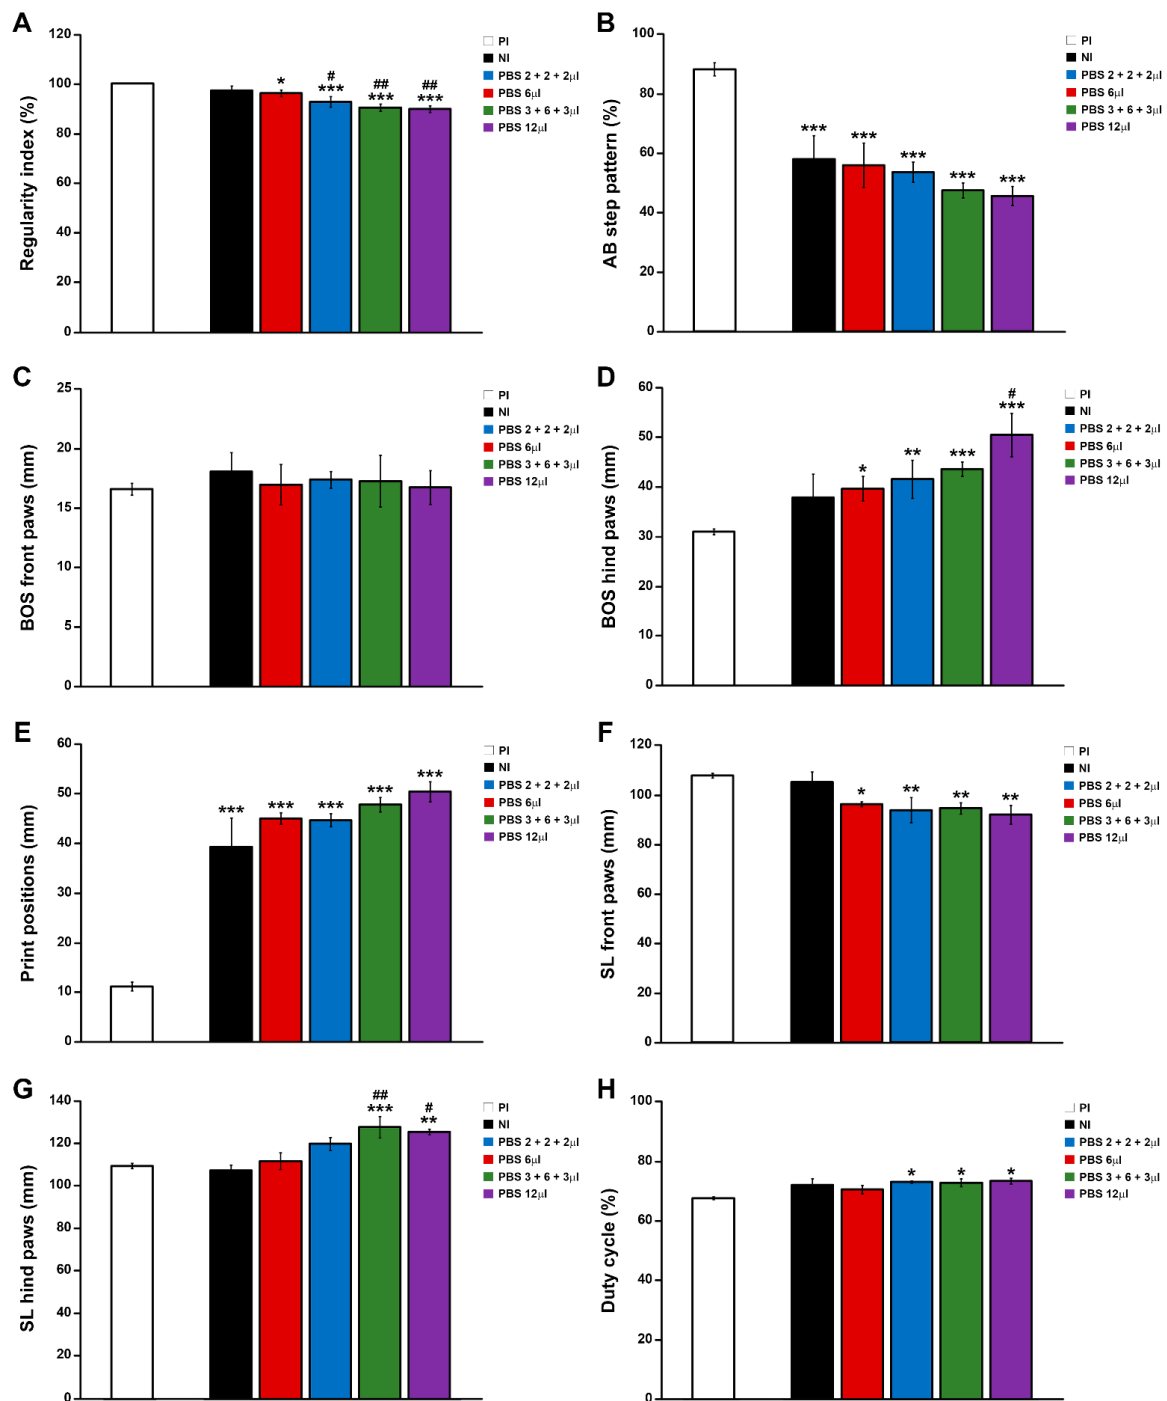 A
Regularity index (%)
120
100
80
60
40
20
0
*
#
***
##
***
##
***
PI
NI
PBS 2 + 2 + 2µl
PBS 6µl
PBS 3 + 6 + 3µl
PBS 12µl
B
AB step pattern (%)
100
80
60
40
20
0
***
***
***
***
***
PI
NI
PBS 2 + 2 + 2µl
PBS 6µl
PBS 3 + 6 + 3µl
PBS 12µl
C
BOS front paws (mm)
25
20
15
10
5
0
PI
NI
PBS 2 + 2 + 2µl
PBS 6µl
PBS 3 + 6 + 3µl
PBS 12µl
D
BOS hind paws (mm)
60
50
40
30
20
10
0
*
**
***
#
***
PI
NI
PBS 2 + 2 + 2µl
PBS 6µl
PBS 3 + 6 + 3µl
PBS 12µl
E
Print positions (mm)
60
50
40
30
20
10
0
***
***
***
***
***
PI
NI
PBS 2 + 2 + 2µl
PBS 6µl
PBS 3 + 6 + 3µl
PBS 12µl
F
SL front paws (mm)
120
100
80
60
40
20
0
*
**
**
**
PI
NI
PBS 2 + 2 + 2µl
PBS 6µl
PBS 3 + 6 + 3µl
PBS 12µl
G
SL hind paws (mm)
140
120
100
80
60
40
20
0
##
***
#
**
PI
NI
PBS 2 + 2 + 2µl
PBS 6µl
PBS 3 + 6 + 3µl
PBS 12µl
H
Duty cycle (%)
100
80
60
40
20
0
*
*
*
PI
NI
PBS 2 + 2 + 2µl
PBS 6µl
PBS 3 + 6 + 3µl
PBS 12µl